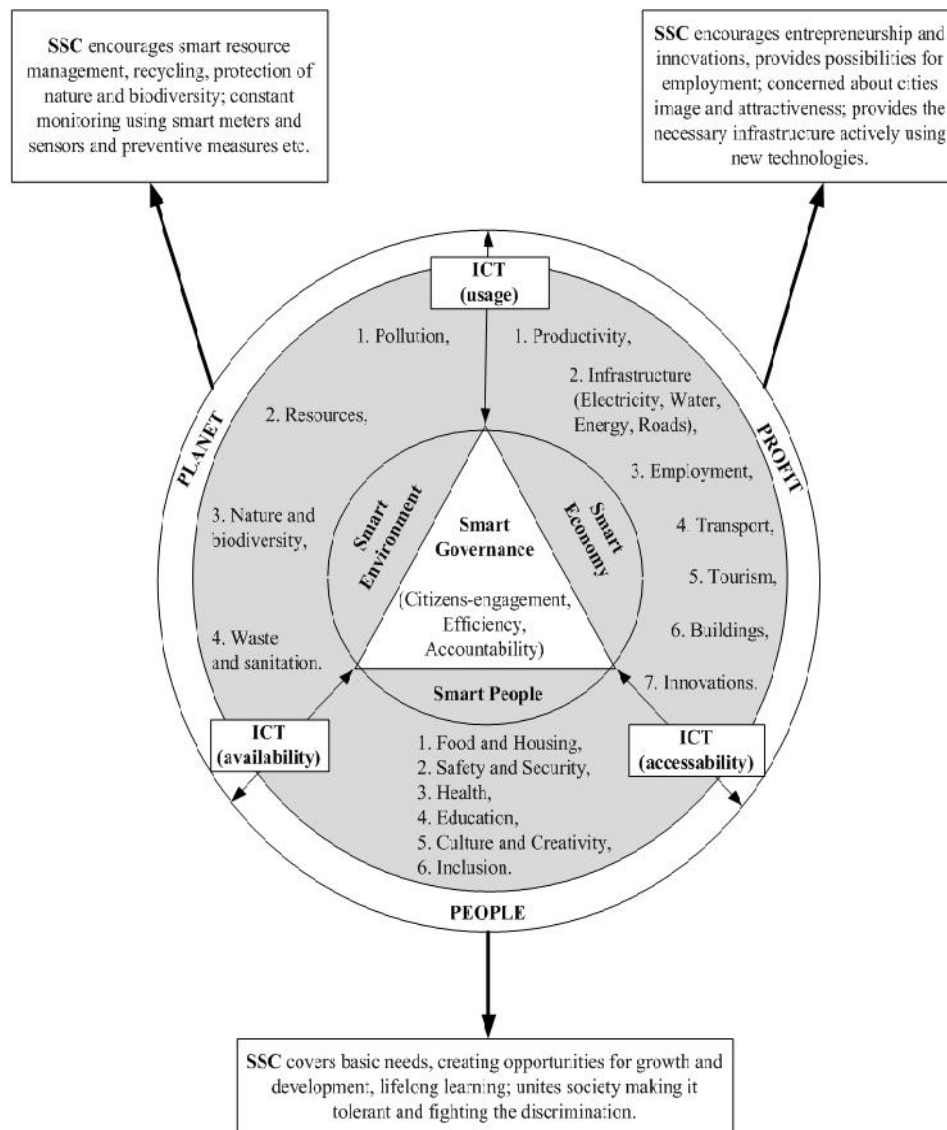 SSC encourages smart resource
management, recycling, protection of
nature and biodiversity; constant
monitoring using smart meters and
sensors and preventive measures etc.
SSC encourages entrepreneurship and
innovations, provides possibilities for
employment; concerned about cities
image and attractiveness; provides the
necessary infrastructure actively using
new technologies.
ICT
(usage)
1. Pollution,
2. Resources,
3. Nature and
biodiversity,
4. Waste
and sanitation.
1. Productivity,
2. Infrastructure
(Electricity, Water,
Energy, Roads),
3. Employment,
4. Transport,
5. Tourism,
6. Buildings,
7. Innovations.
PLANET
PROFIT
Smart
Environment
Smart
Economy
Smart
Governance
(Citizens-engagement,
Efficiency,
Accountability)
Smart People
ICT
(availability)
ICT
(accessability)
1. Food and Housing,
2. Safety and Security,
3. Health,
4. Education,
5. Culture and Creativity,
6. Inclusion.
PEOPLE
SSC covers basic needs, creating opportunities for growth and
development, lifelong learning; unites society making it
tolerant and fighting the discrimination.